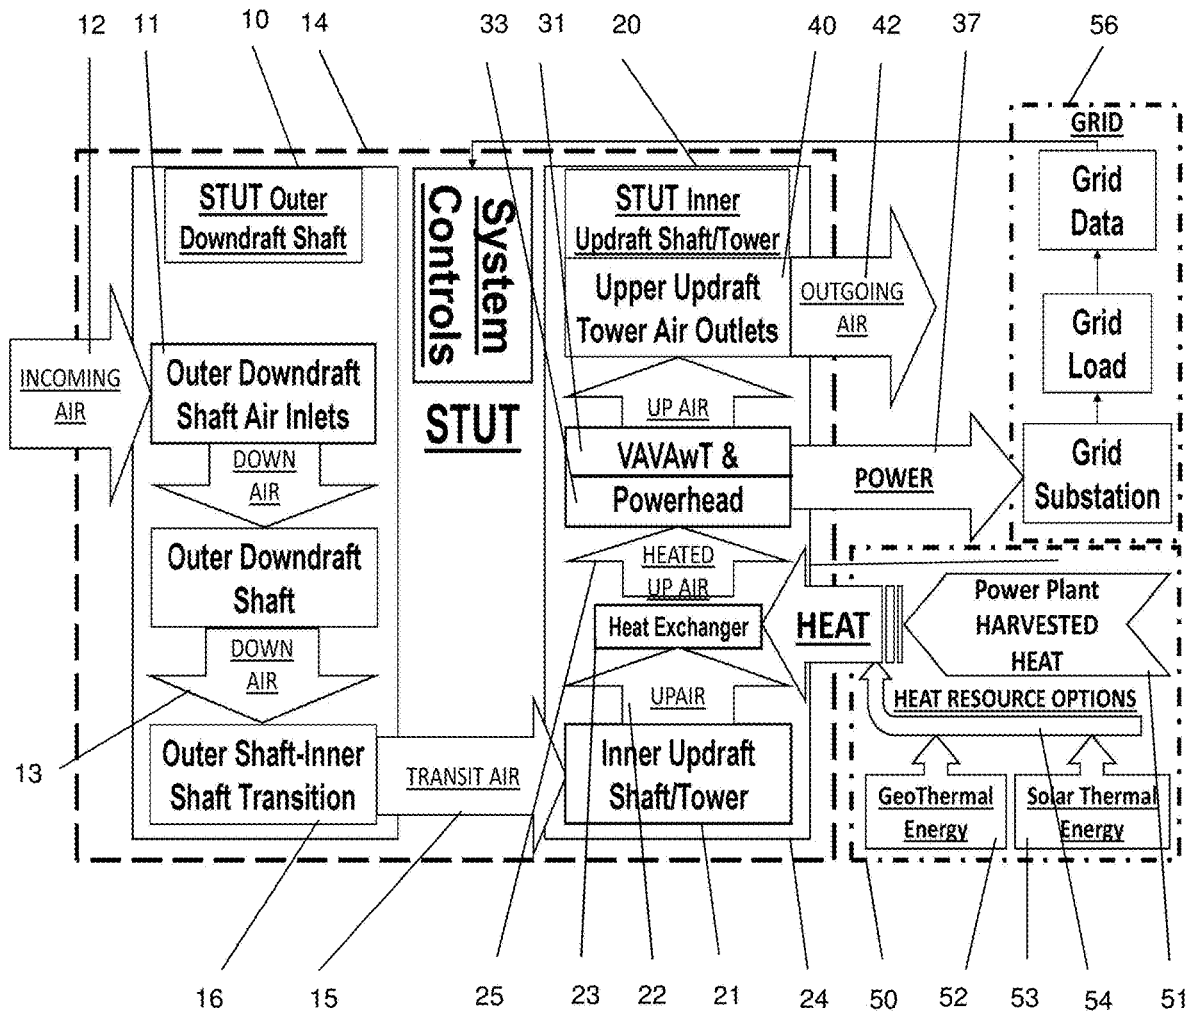 12 11 10 14 33 31 20 40 42 37 56
GRID
Grid
Data
Grid
Load
Grid
Substation
STUT Outer
Downdraft Shaft
System
Controls
STUT
STUT Inner
Updraft Shaft/Tower
Upper Updraft
Tower Air Outlets
OUTGOING
AIR
INCOMING
AIR
Outer Downdraft
Shaft Air Inlets
DOWN
AIR
Outer Downdraft
Shaft
DOWN
AIR
Outer Shaft-Inner
Shaft Transition
TRANSIT AIR
UP AIR
VAVAwT &
Powerhead
POWER
HEATED
UP AIR
Heat Exchanger
HEAT
UPAIR
Inner Updraft
Shaft/Tower
Power Plant
HARVESTED
HEAT
HEAT RESOURCE OPTIONS
GeoThermal
Energy
Solar Thermal
Energy
13
16 15 25 23 22 21 24 50 52 53 54 51